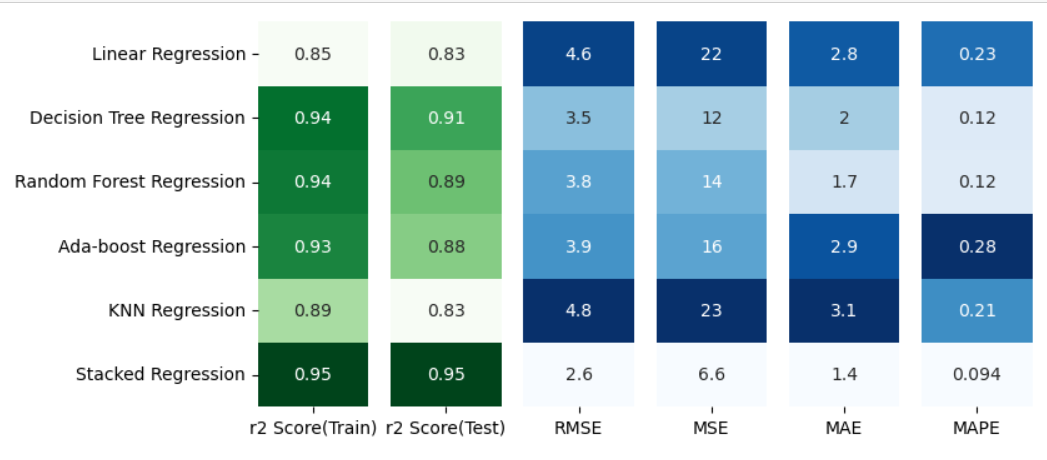 Linear Regression 0.85 0.83 4.6 22 2.8 0.23
Decision Tree Regression 0.94 0.91 3.5 12 2 0.12
Random Forest Regression 0.94 0.89 3.8 14 1.7 0.12
Ada-boost Regression 0.93 0.88 3.9 16 2.9 0.28
KNN Regression 0.89 0.83 4.8 23 3.1 0.21
Stacked Regression 0.95 0.95 2.6 6.6 1.4 0.094
r2 Score(Train) r2 Score(Test) RMSE MSE MAE MAPE